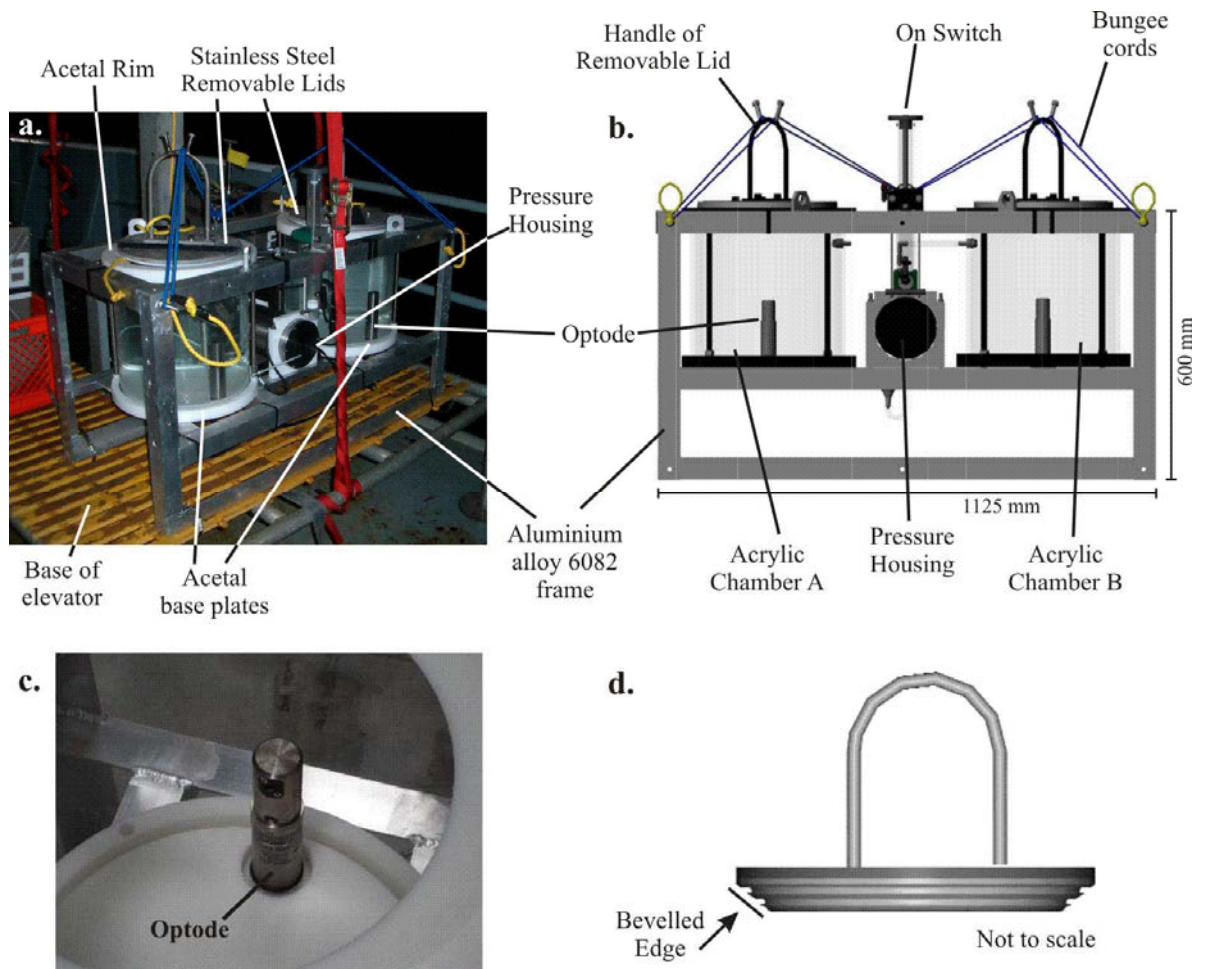 Acetal Rim
Stainless Steel
Removable Lids
a.
Pressure
Housing
Optode
Base of
elevator
Acetal
base plates
Aluminium
alloy 6082
frame
b.
Handle of
Removable Lid
On Switch
Bungee
cords
600 mm
1125 mm
Acrylic
Chamber A
Pressure
Housing
Acrylic
Chamber B
c.
Optode
d.
Bevelled
Edge
Not to scale